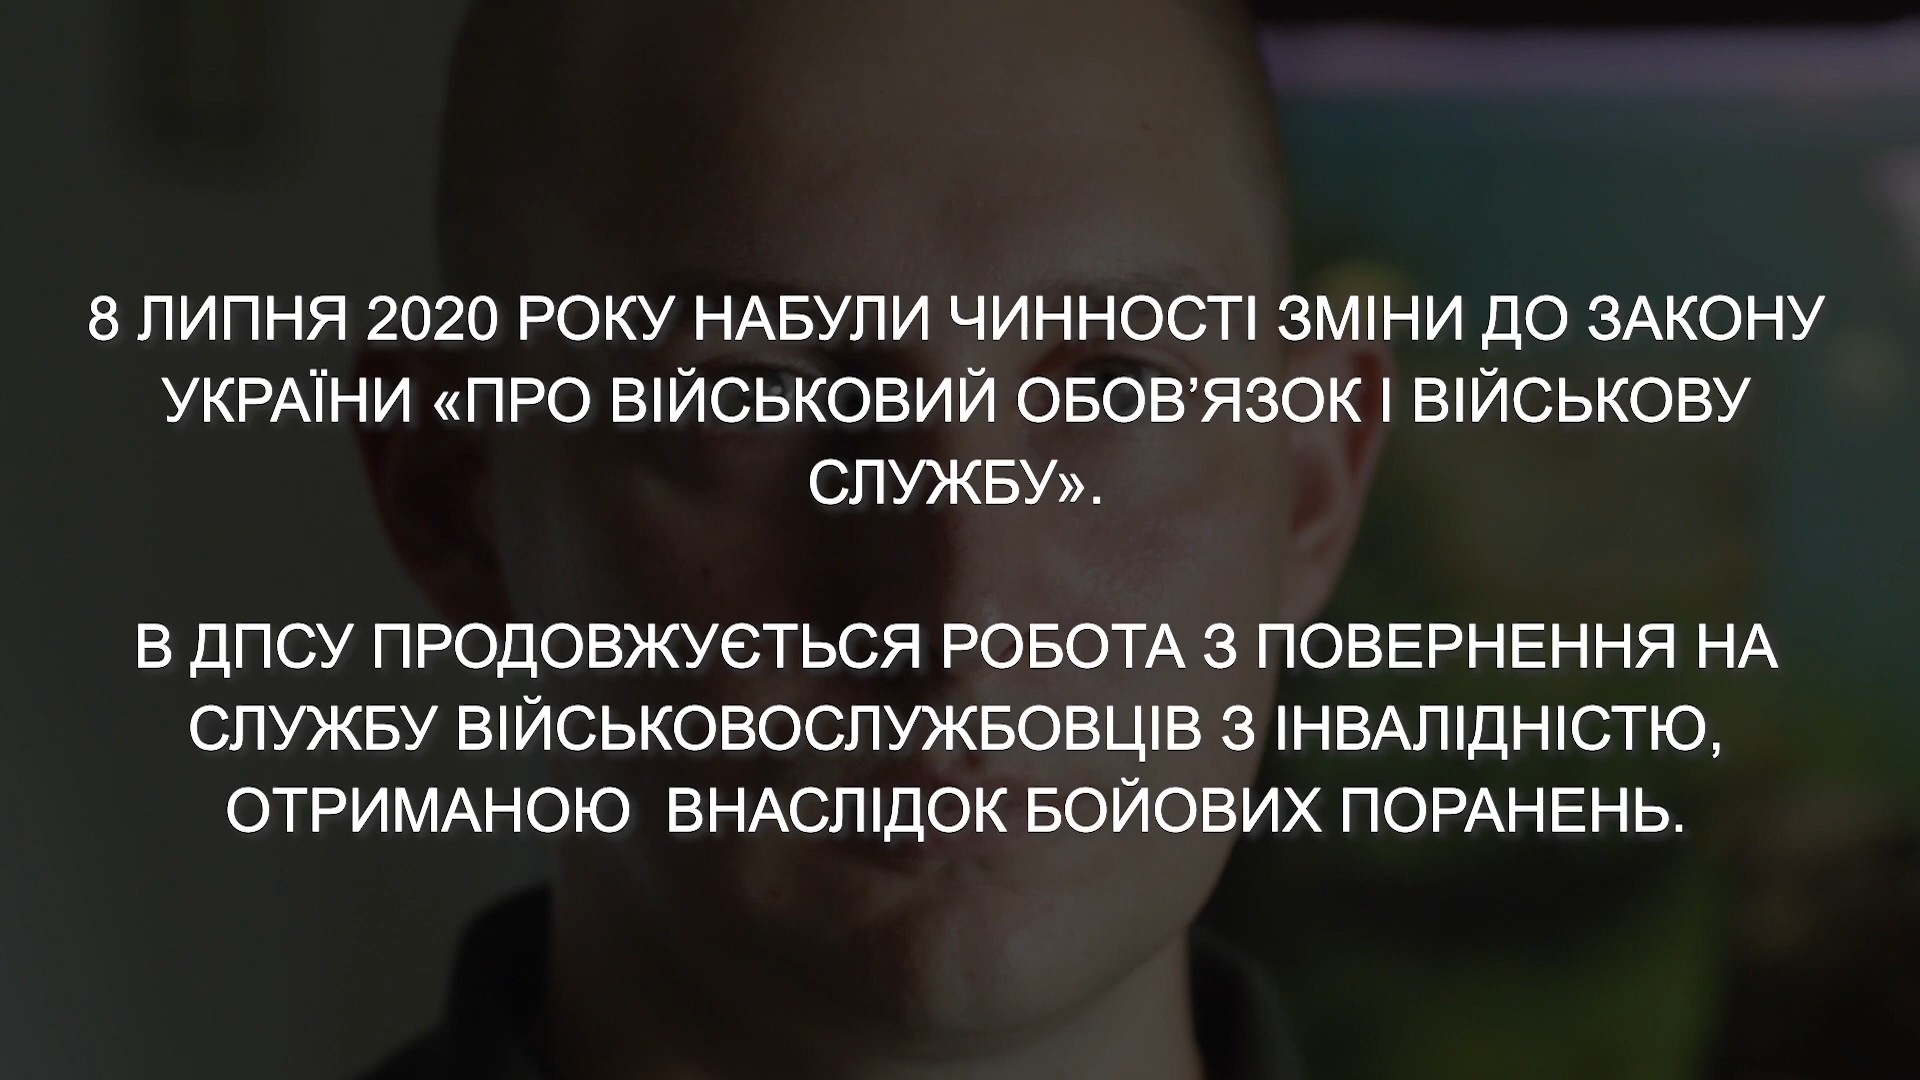 8 ЛИПНЯ 2020 РОКУ НАБУЛИ ЧИННОСТІ ЗМІНИ ДО ЗАКОНУ
УКРАЇНИ «ПРО ВІЙСЬКОВИЙ ОБОВ’ЯЗОК І ВІЙСЬКОВУ
СЛУЖБУ».
В ДПСУ ПРОДОВЖУЄТЬСЯ РОБОТА З ПОВЕРНЕННЯ НА
СЛУЖБУ ВІЙСЬКОВОСЛУЖБОВЦІВ З ІНВАЛІДНІСТЮ,
ОТРИМАНОЮ  ВНАСЛІДОК БОЙОВИХ ПОРАНЕНЬ.